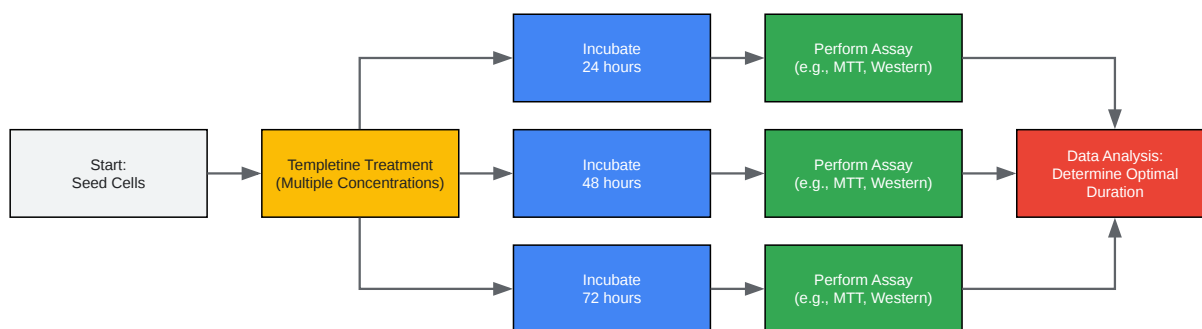 Start:
Seed Cells
Templetine Treatment
(Multiple Concentrations)
Incubate
24 hours
Perform Assay
(e.g., MTT, Western)
Incubate
48 hours
Perform Assay
(e.g., MTT, Western)
Incubate
72 hours
Perform Assay
(e.g., MTT, Western)
Data Analysis:
Determine Optimal
Duration